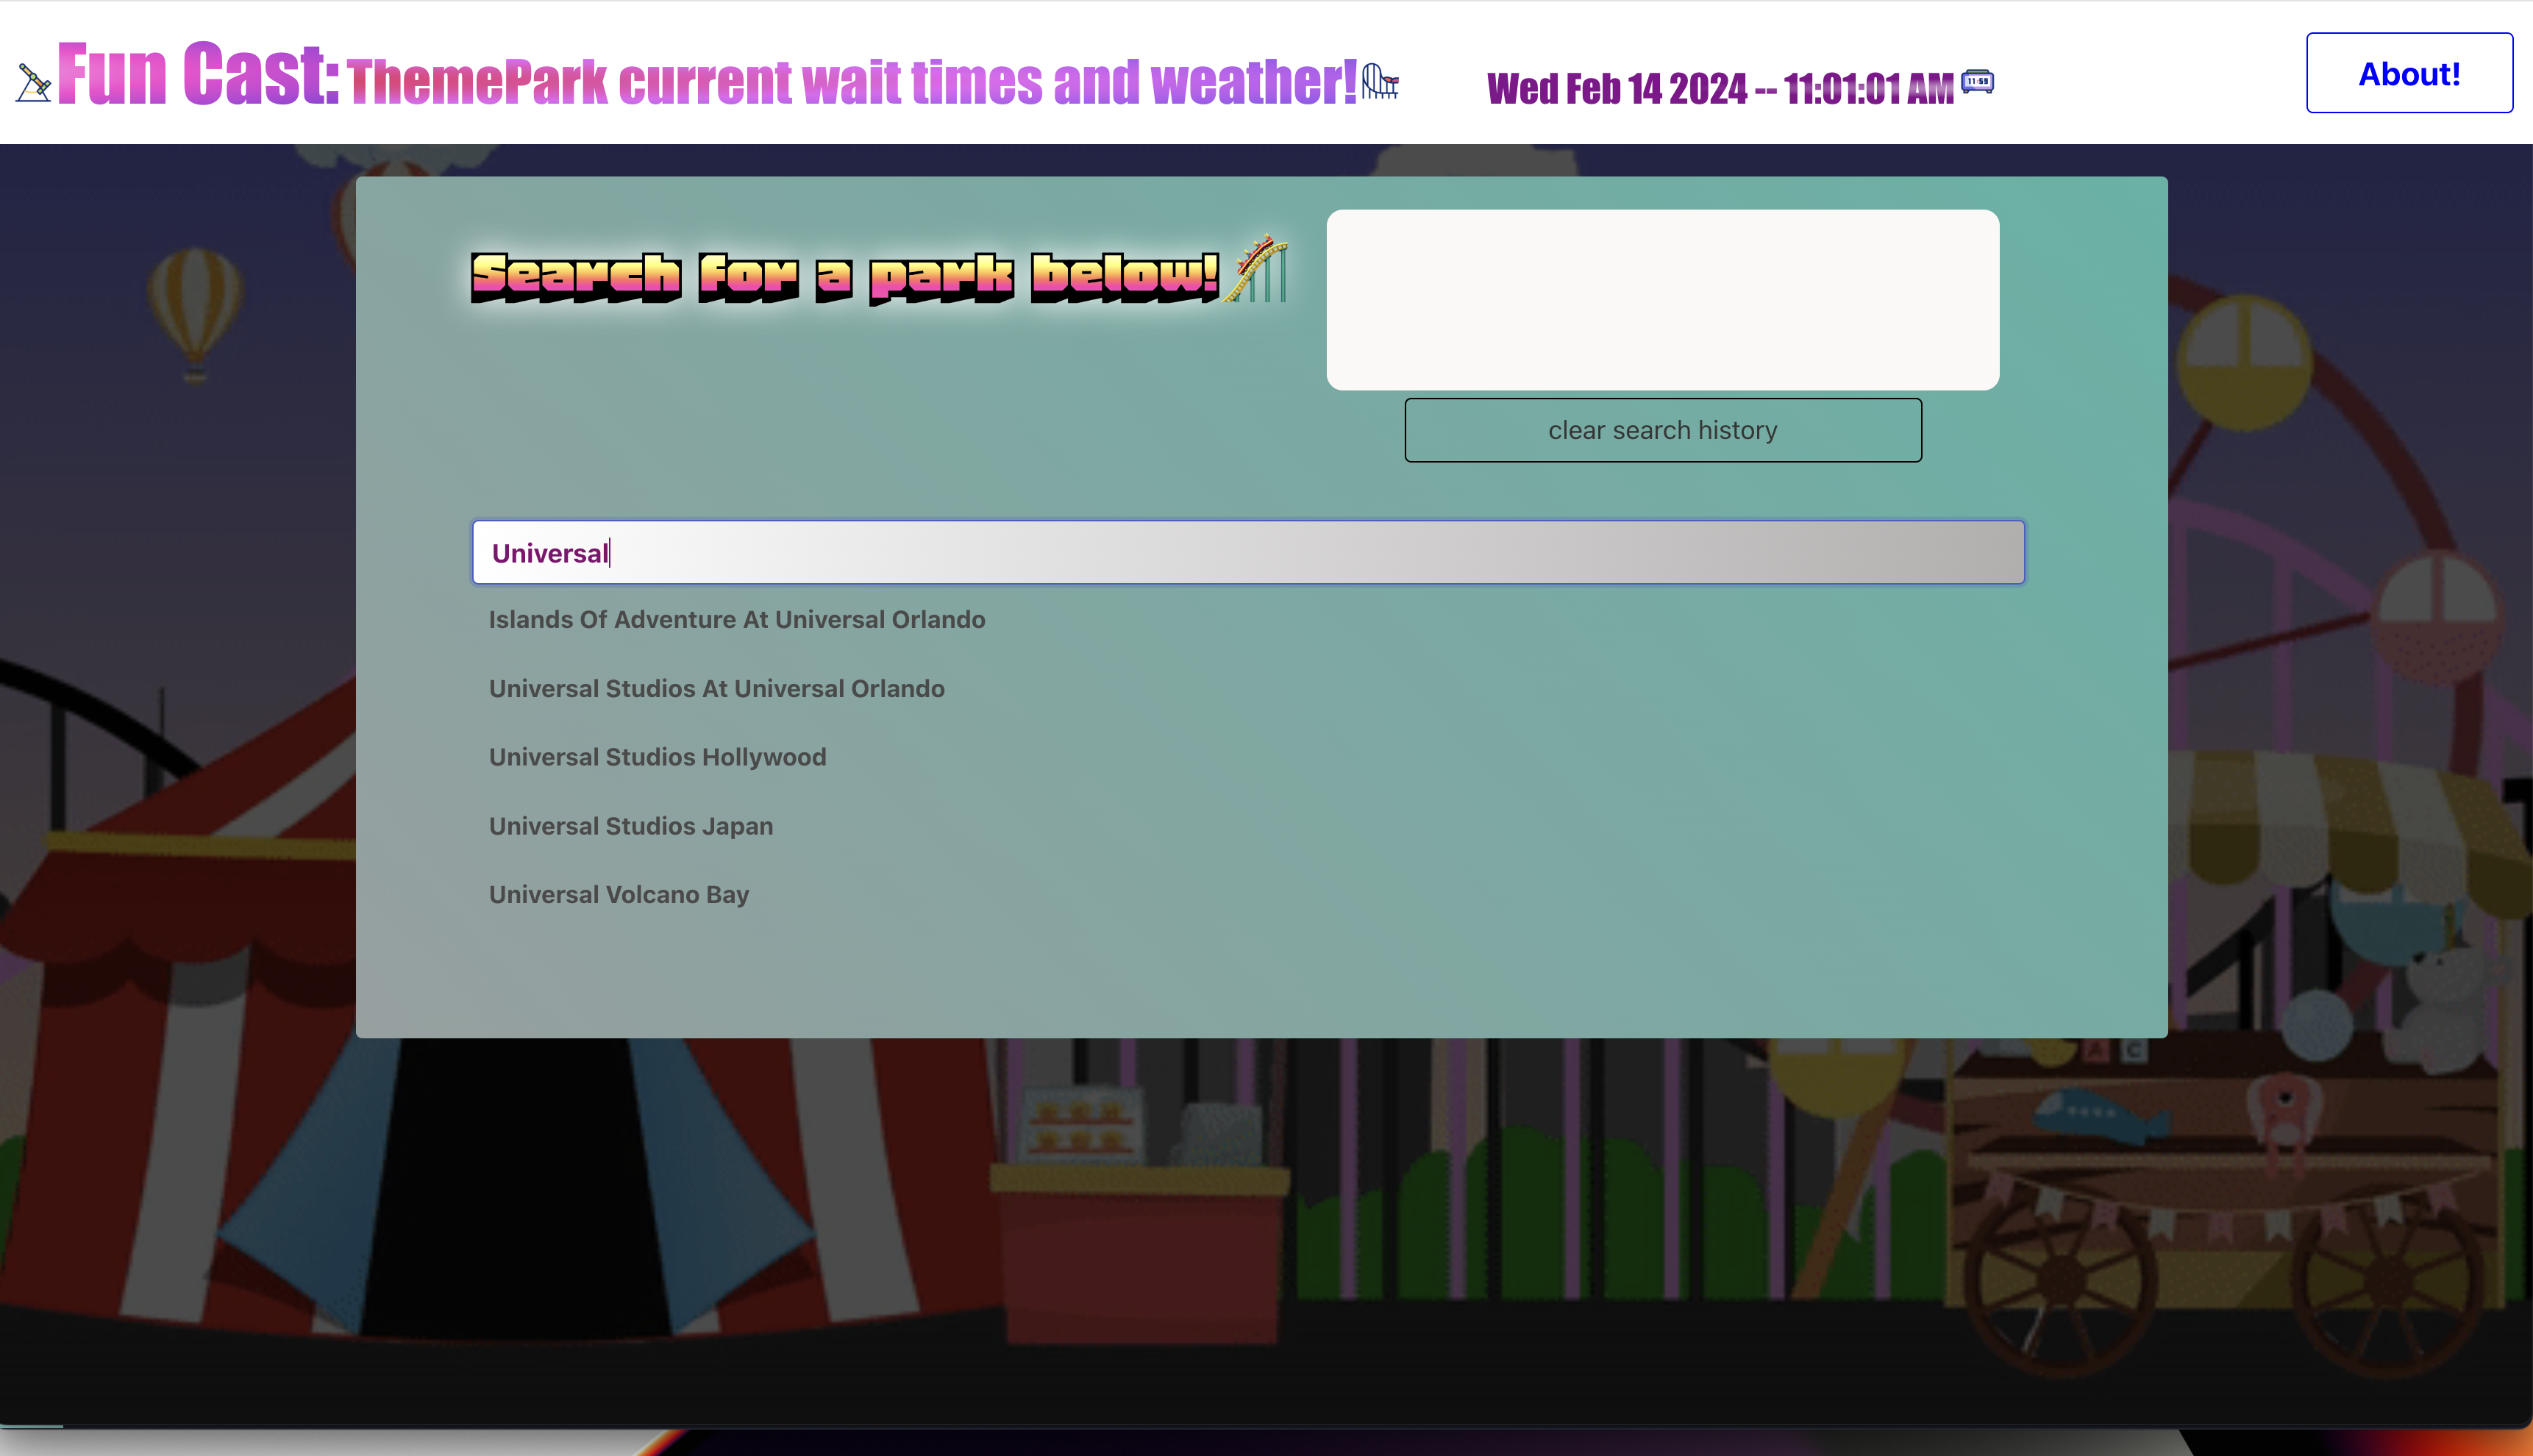 Fun Cast: ThemePark current wait times and weather!
Wed Feb 14 2024 -- 11:01:01 AM
11:59
About!
Search for a park below!
clear search history
Universal
Islands Of Adventure At Universal Orlando
Universal Studios At Universal Orlando
Universal Studios Hollywood
Universal Studios Japan
Universal Volcano Bay
A C